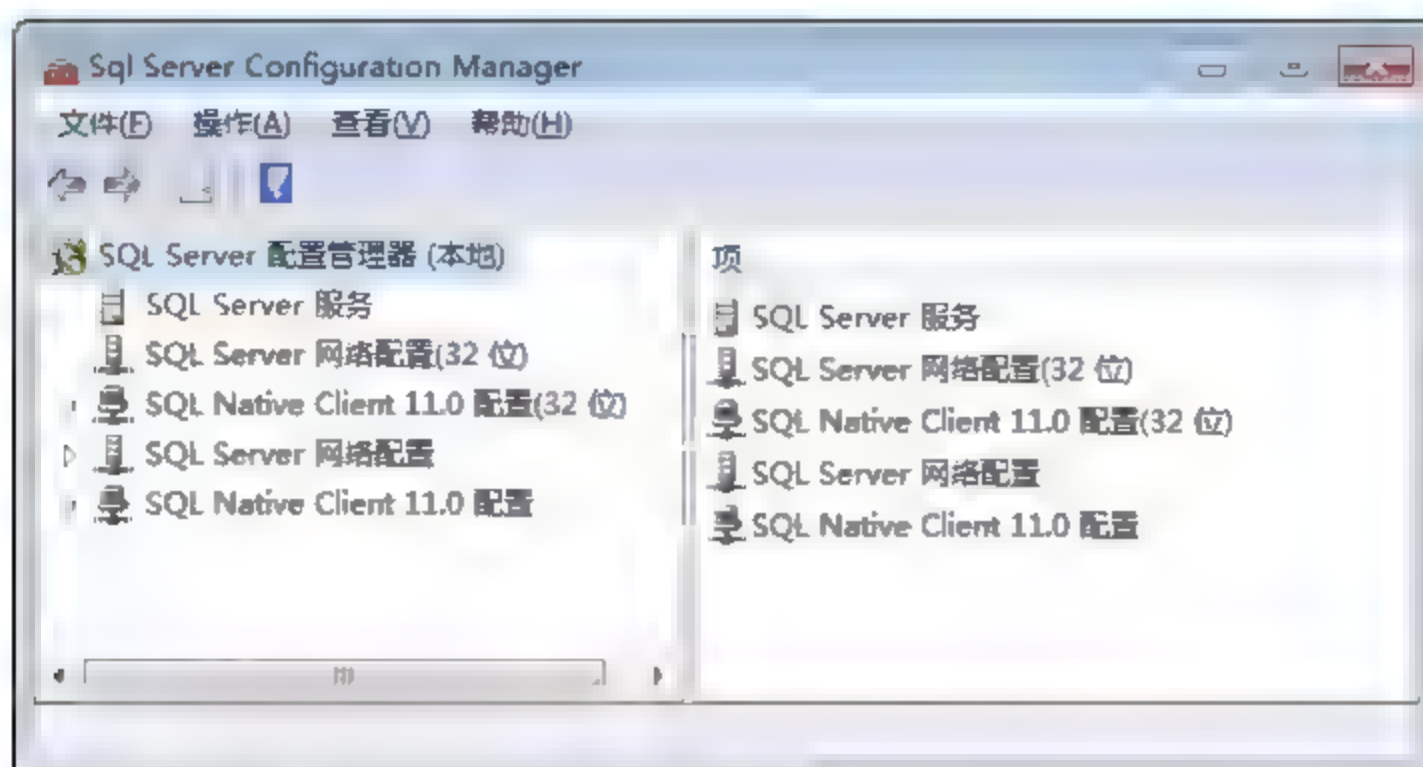 Sql Server Configuration Manager
文件(F) 操作(A) 查看(V) 帮助(H)
SQL Server 配置管理器 (本地)
SQL Server 服务
SQL Server 网络配置(32 位)
SQL Native Client 11.0 配置(32 位)
SQL Server 网络配置
SQL Native Client 11.0 配置
项
SQL Server 服务
SQL Server 网络配置(32 位)
SQL Native Client 11.0 配置(32 位)
SQL Server 网络配置
SQL Native Client 11.0 配置